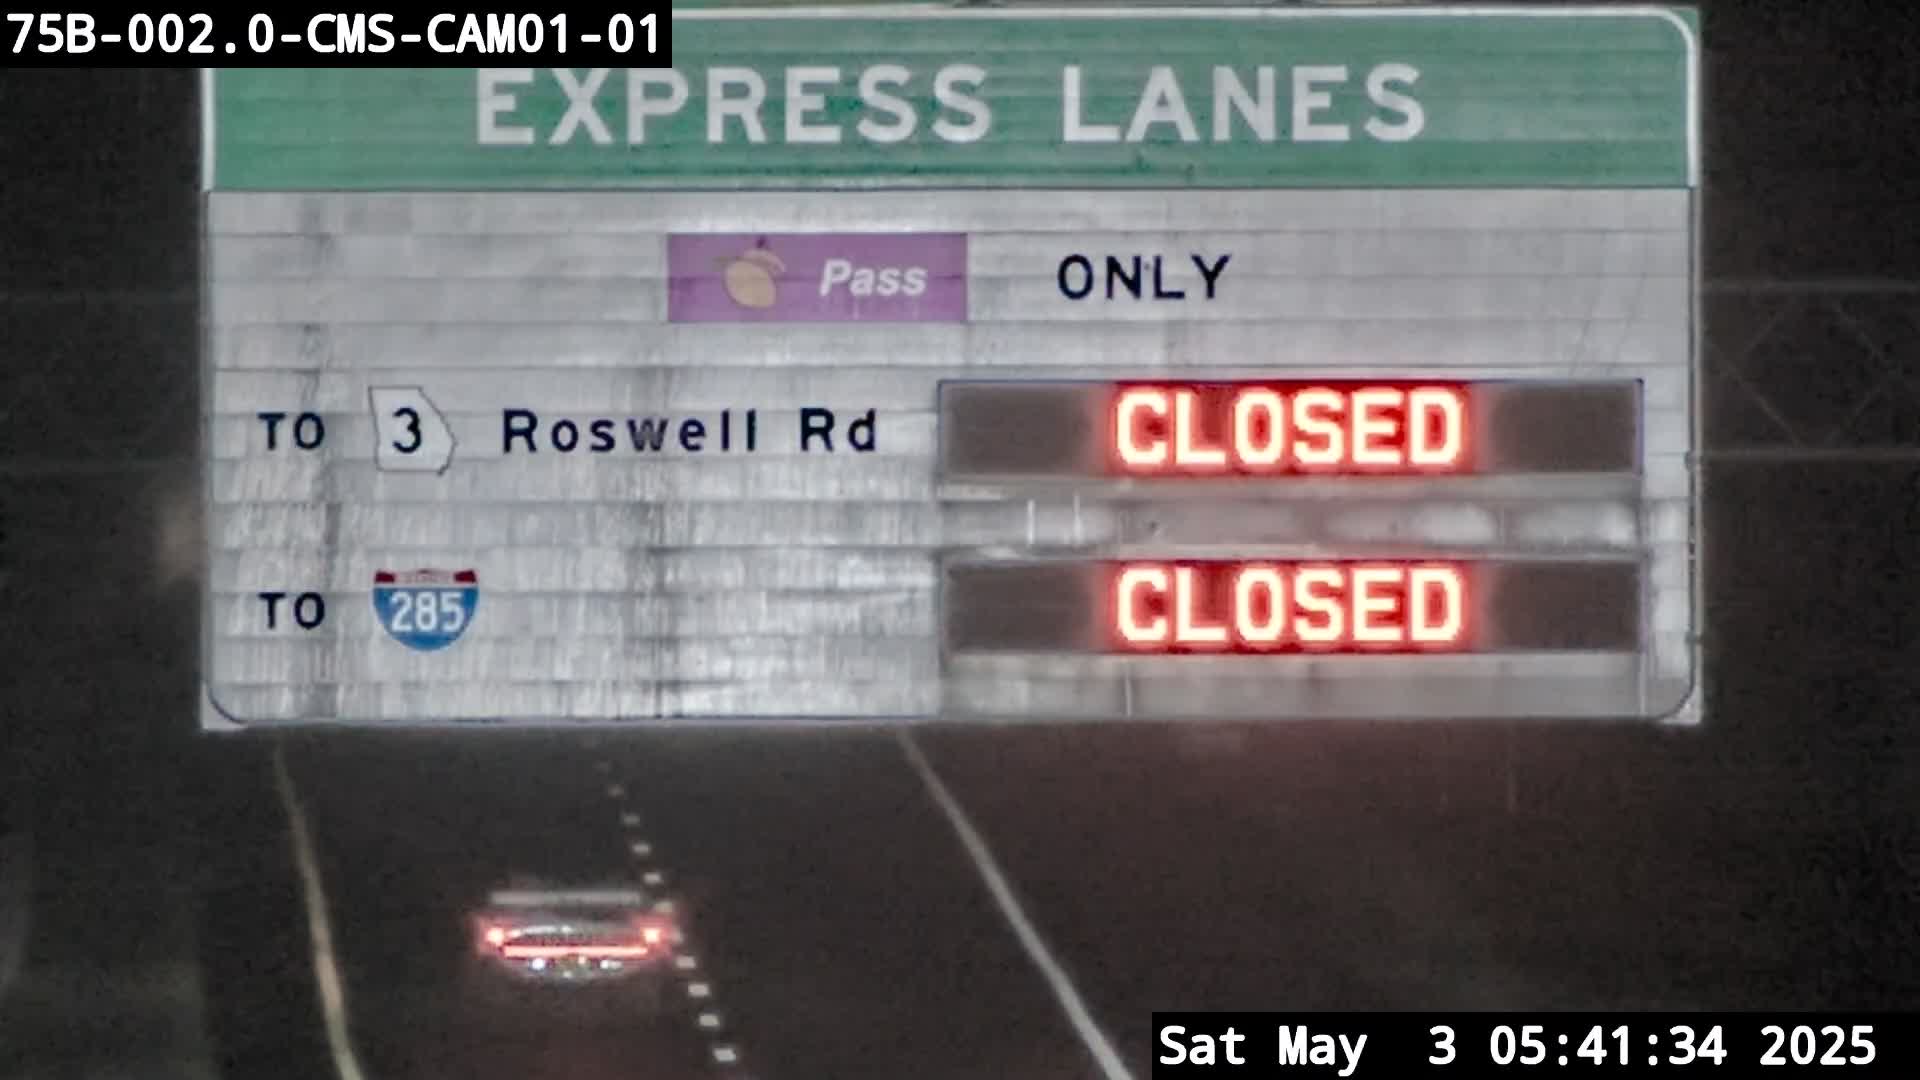 75B-002.0-CMS-CAM01-01
EXPRESS LANES
Pass ONLY
TO 3 Roswell Rd CLOSED
TO 285 CLOSED
Sat May 3 05:41:34 2025